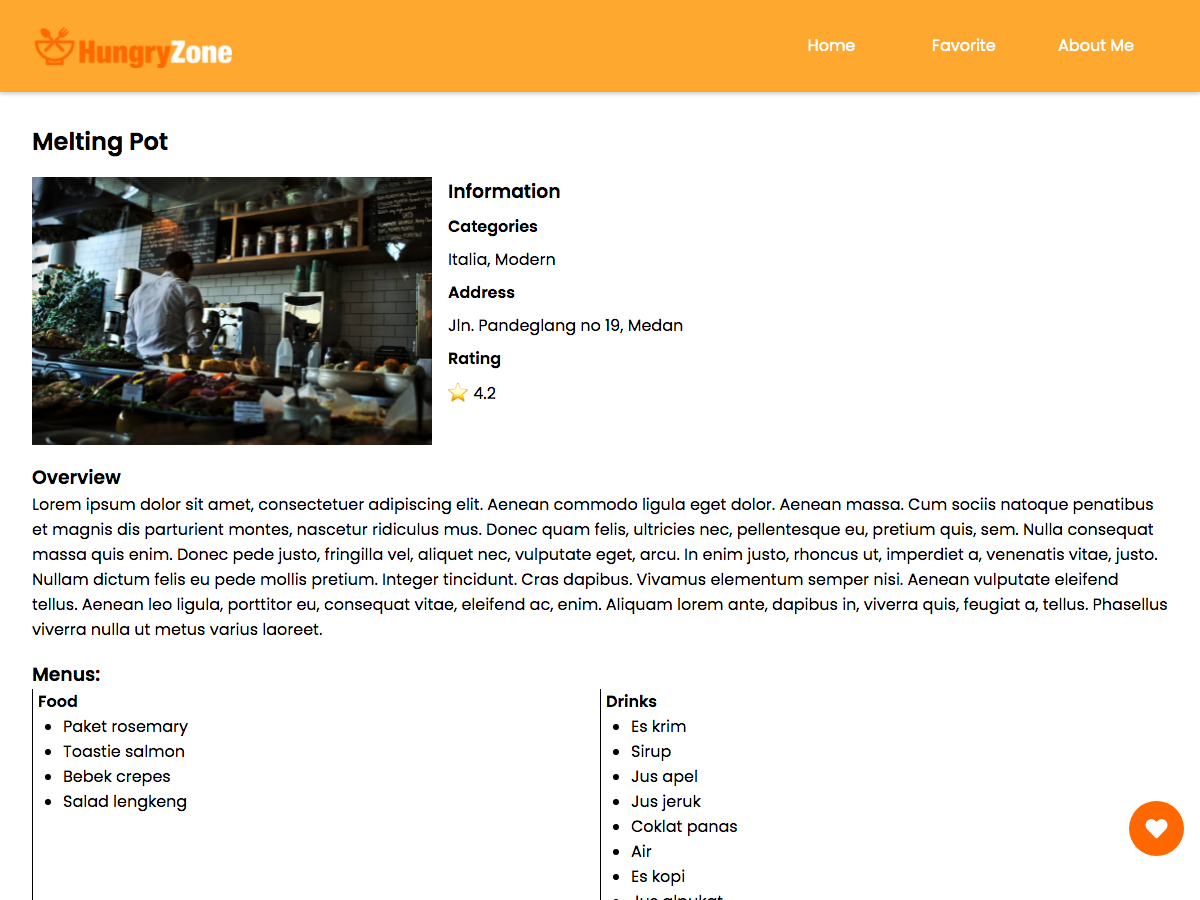 HungryZone
Home
Favorite
About Me
Melting Pot
Information
Categories
Italia, Modern
Address
Jln. Pandeglang no 19, Medan
Rating
4.2
Overview
Lorem ipsum dolor sit amet, consectetuer adipiscing elit. Aenean commodo ligula eget dolor. Aenean massa. Cum sociis natoque penatibus
et magnis dis parturient montes, nascetur ridiculus mus. Donec quam felis, ultricies nec, pellentesque eu, pretium quis, sem. Nulla consequat
massa quis enim. Donec pede justo, fringilla vel, aliquet nec, vulputate eget, arcu. In enim justo, rhoncus ut, imperdiet a, venenatis vitae, justo.
Nullam dictum felis eu pede mollis pretium. Integer tincidunt. Cras dapibus. Vivamus elementum semper nisi. Aenean vulputate eleifend
tellus. Aenean leo ligula, porttitor eu, consequat vitae, eleifend ac, enim. Aliquam lorem ante, dapibus in, viverra quis, feugiat a, tellus. Phasellus
viverra nulla ut metus varius laoreet.
Menus:
Food
Paket rosemary
Toastie salmon
Bebek crepes
Salad lengkeng
Drinks
Es krim
Sirup
Jus apel
Jus jeruk
Coklat panas
Air
Es kopi